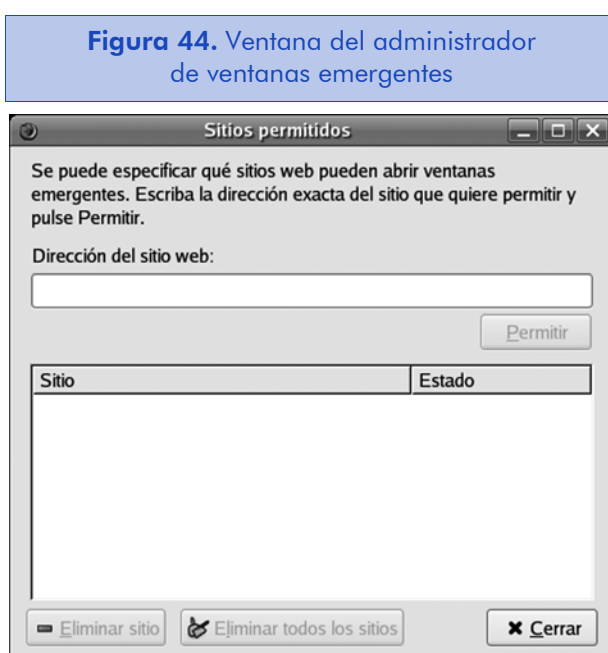 Figura 44. Ventana del administrador
de ventanas emergentes
Sitios permitidos
Se puede especificar qué sitios web pueden abrir ventanas
emergentes. Escriba la dirección exacta del sitio que quiere permitir y
pulse Permitir.
Dirección del sitio web:
Permitir
Sitio Estado
Eliminar sitio Eliminar todos los sitios Cerrar